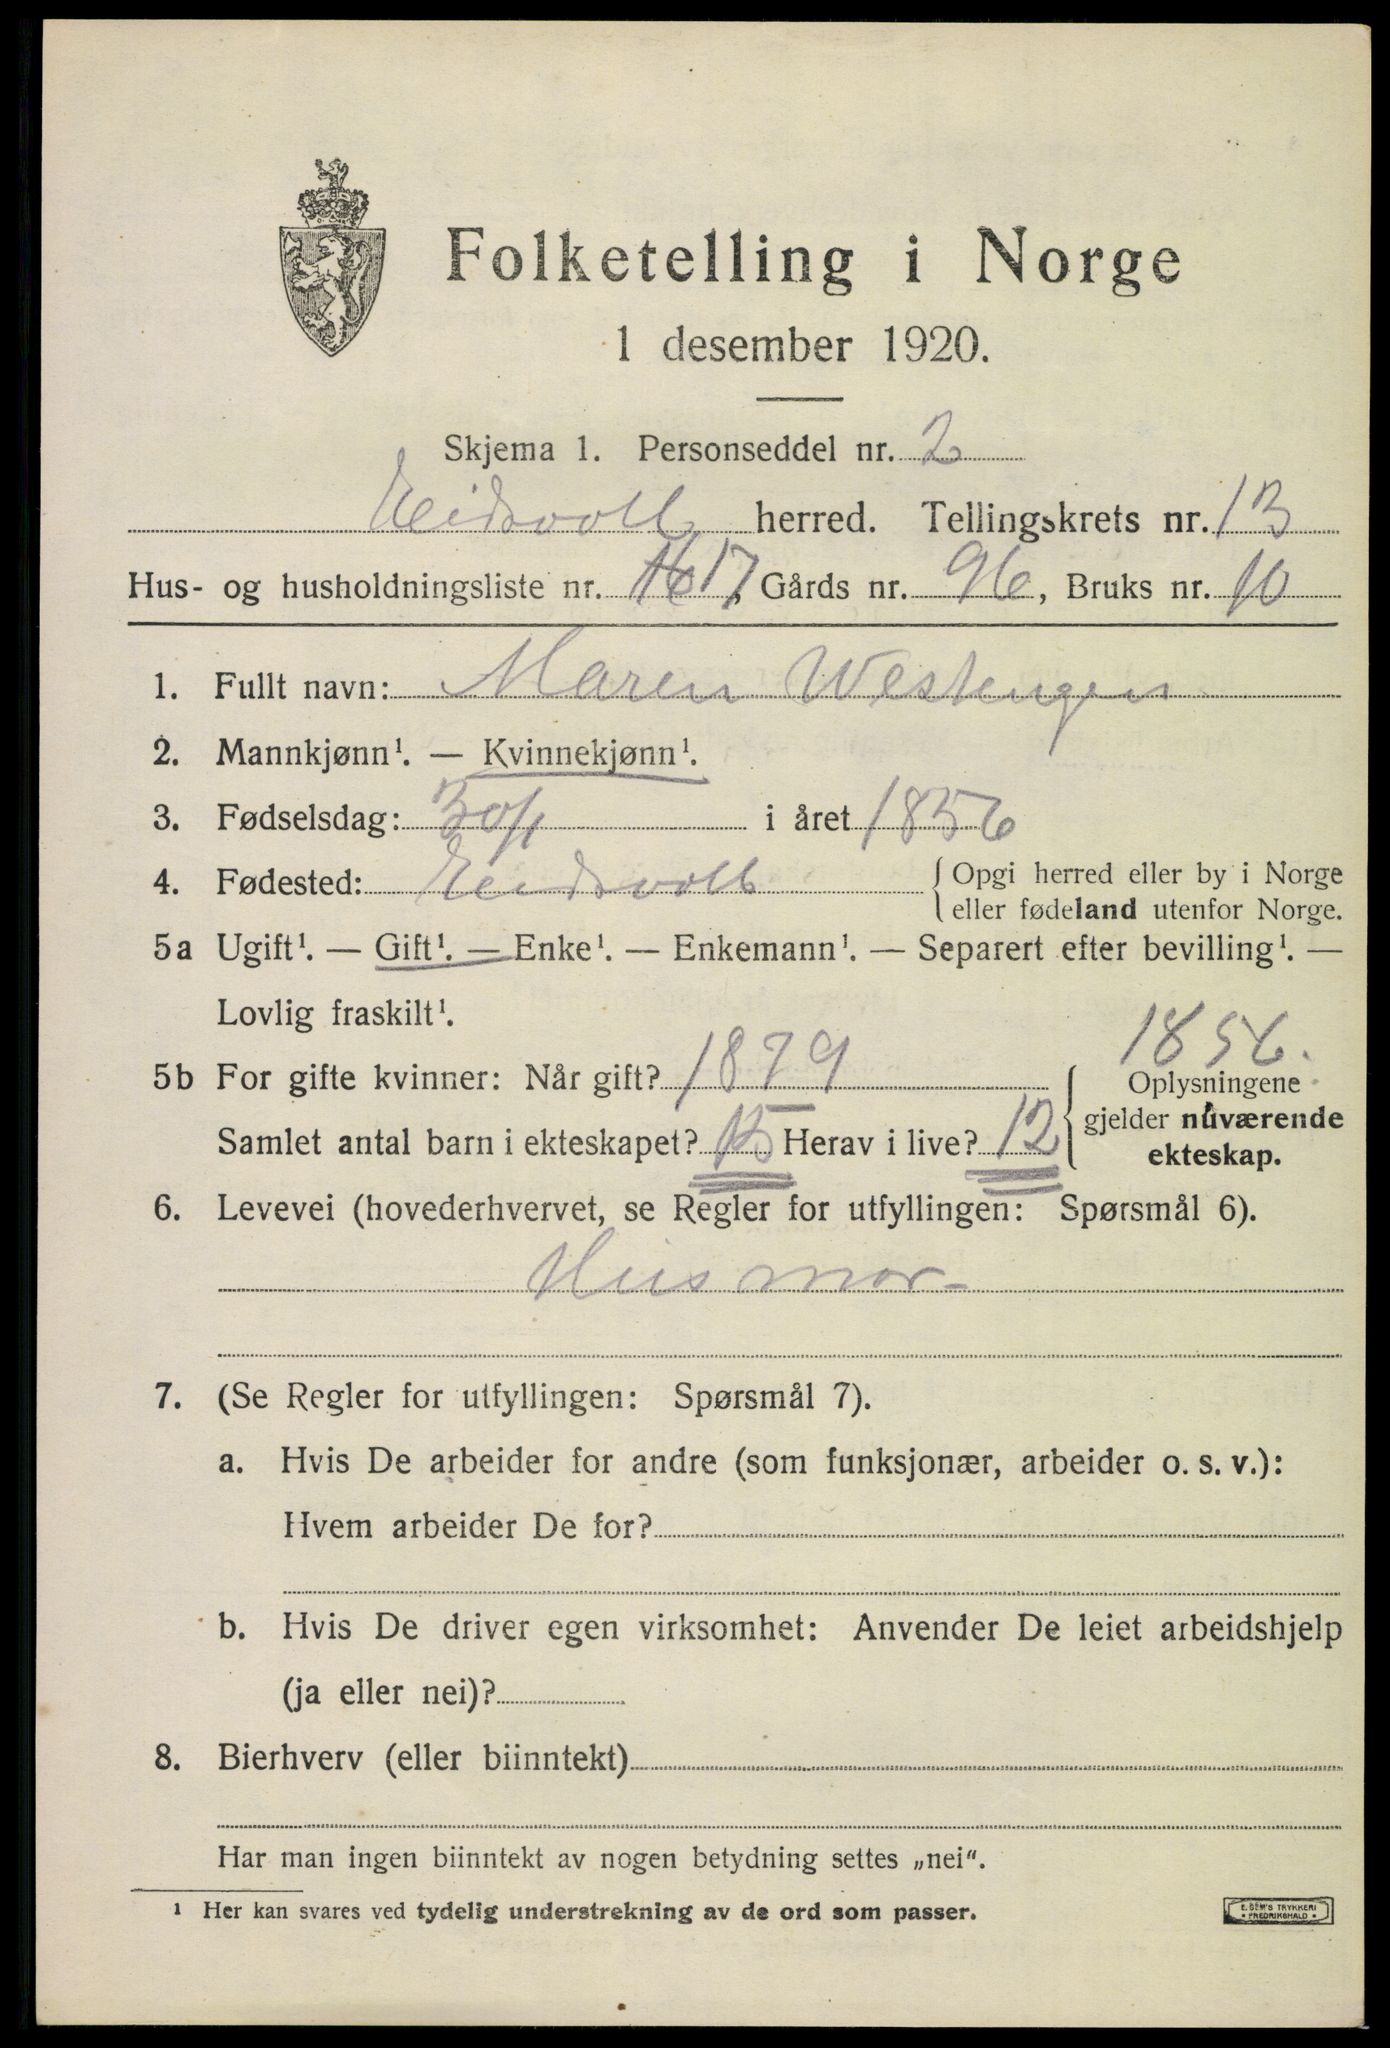 Folketelling i Norge
1 desember 1920.
Skjema 1. Personseddel nr. 2
Eidsvoll herred. Tellingskrets nr. 13
Hus- og husholdningsliste nr. 16 17, Gårds nr. 96, Bruks nr. 10
1. Fullt navn: Maren Westengen
2. Mannkjønn¹. — Kvinnekjønn¹.
3. Fødselsdag: 30/1 i året 1856
4. Fødested: Eidsvoll { Opgi herred eller by i Norge
eller fødeland utenfor Norge.
5a Ugift¹. — Gift¹. — Enke¹. — Enkemann¹. — Separert efter bevilling¹. —
Lovlig fraskilt¹.
1856.
5b For gifte kvinner: Når gift? 1879 { Oplysningene
gjelder nuværende
Samlet antal barn i ekteskapet? 15 Herav i live? 12
ekteskap.
6. Levevei (hovederhvervet, se Regler for utfyllingen: Spørsmål 6).
Husmor
7. (Se Regler for utfyllingen: Spørsmål 7).
a. Hvis De arbeider for andre (som funksjonær, arbeider o. s. v.):
Hvem arbeider De for?
b. Hvis De driver egen virksomhet: Anvender De leiet arbeidshjelp
(ja eller nei)?
8. Bierhverv (eller biinntekt)
Har man ingen biinntekt av nogen betydning settes „nei“.
¹ Her kan svares ved tydelig understrekning av de ord som passer.
E. SEM'S TRYKKERI
• FREDRIKSHALD •